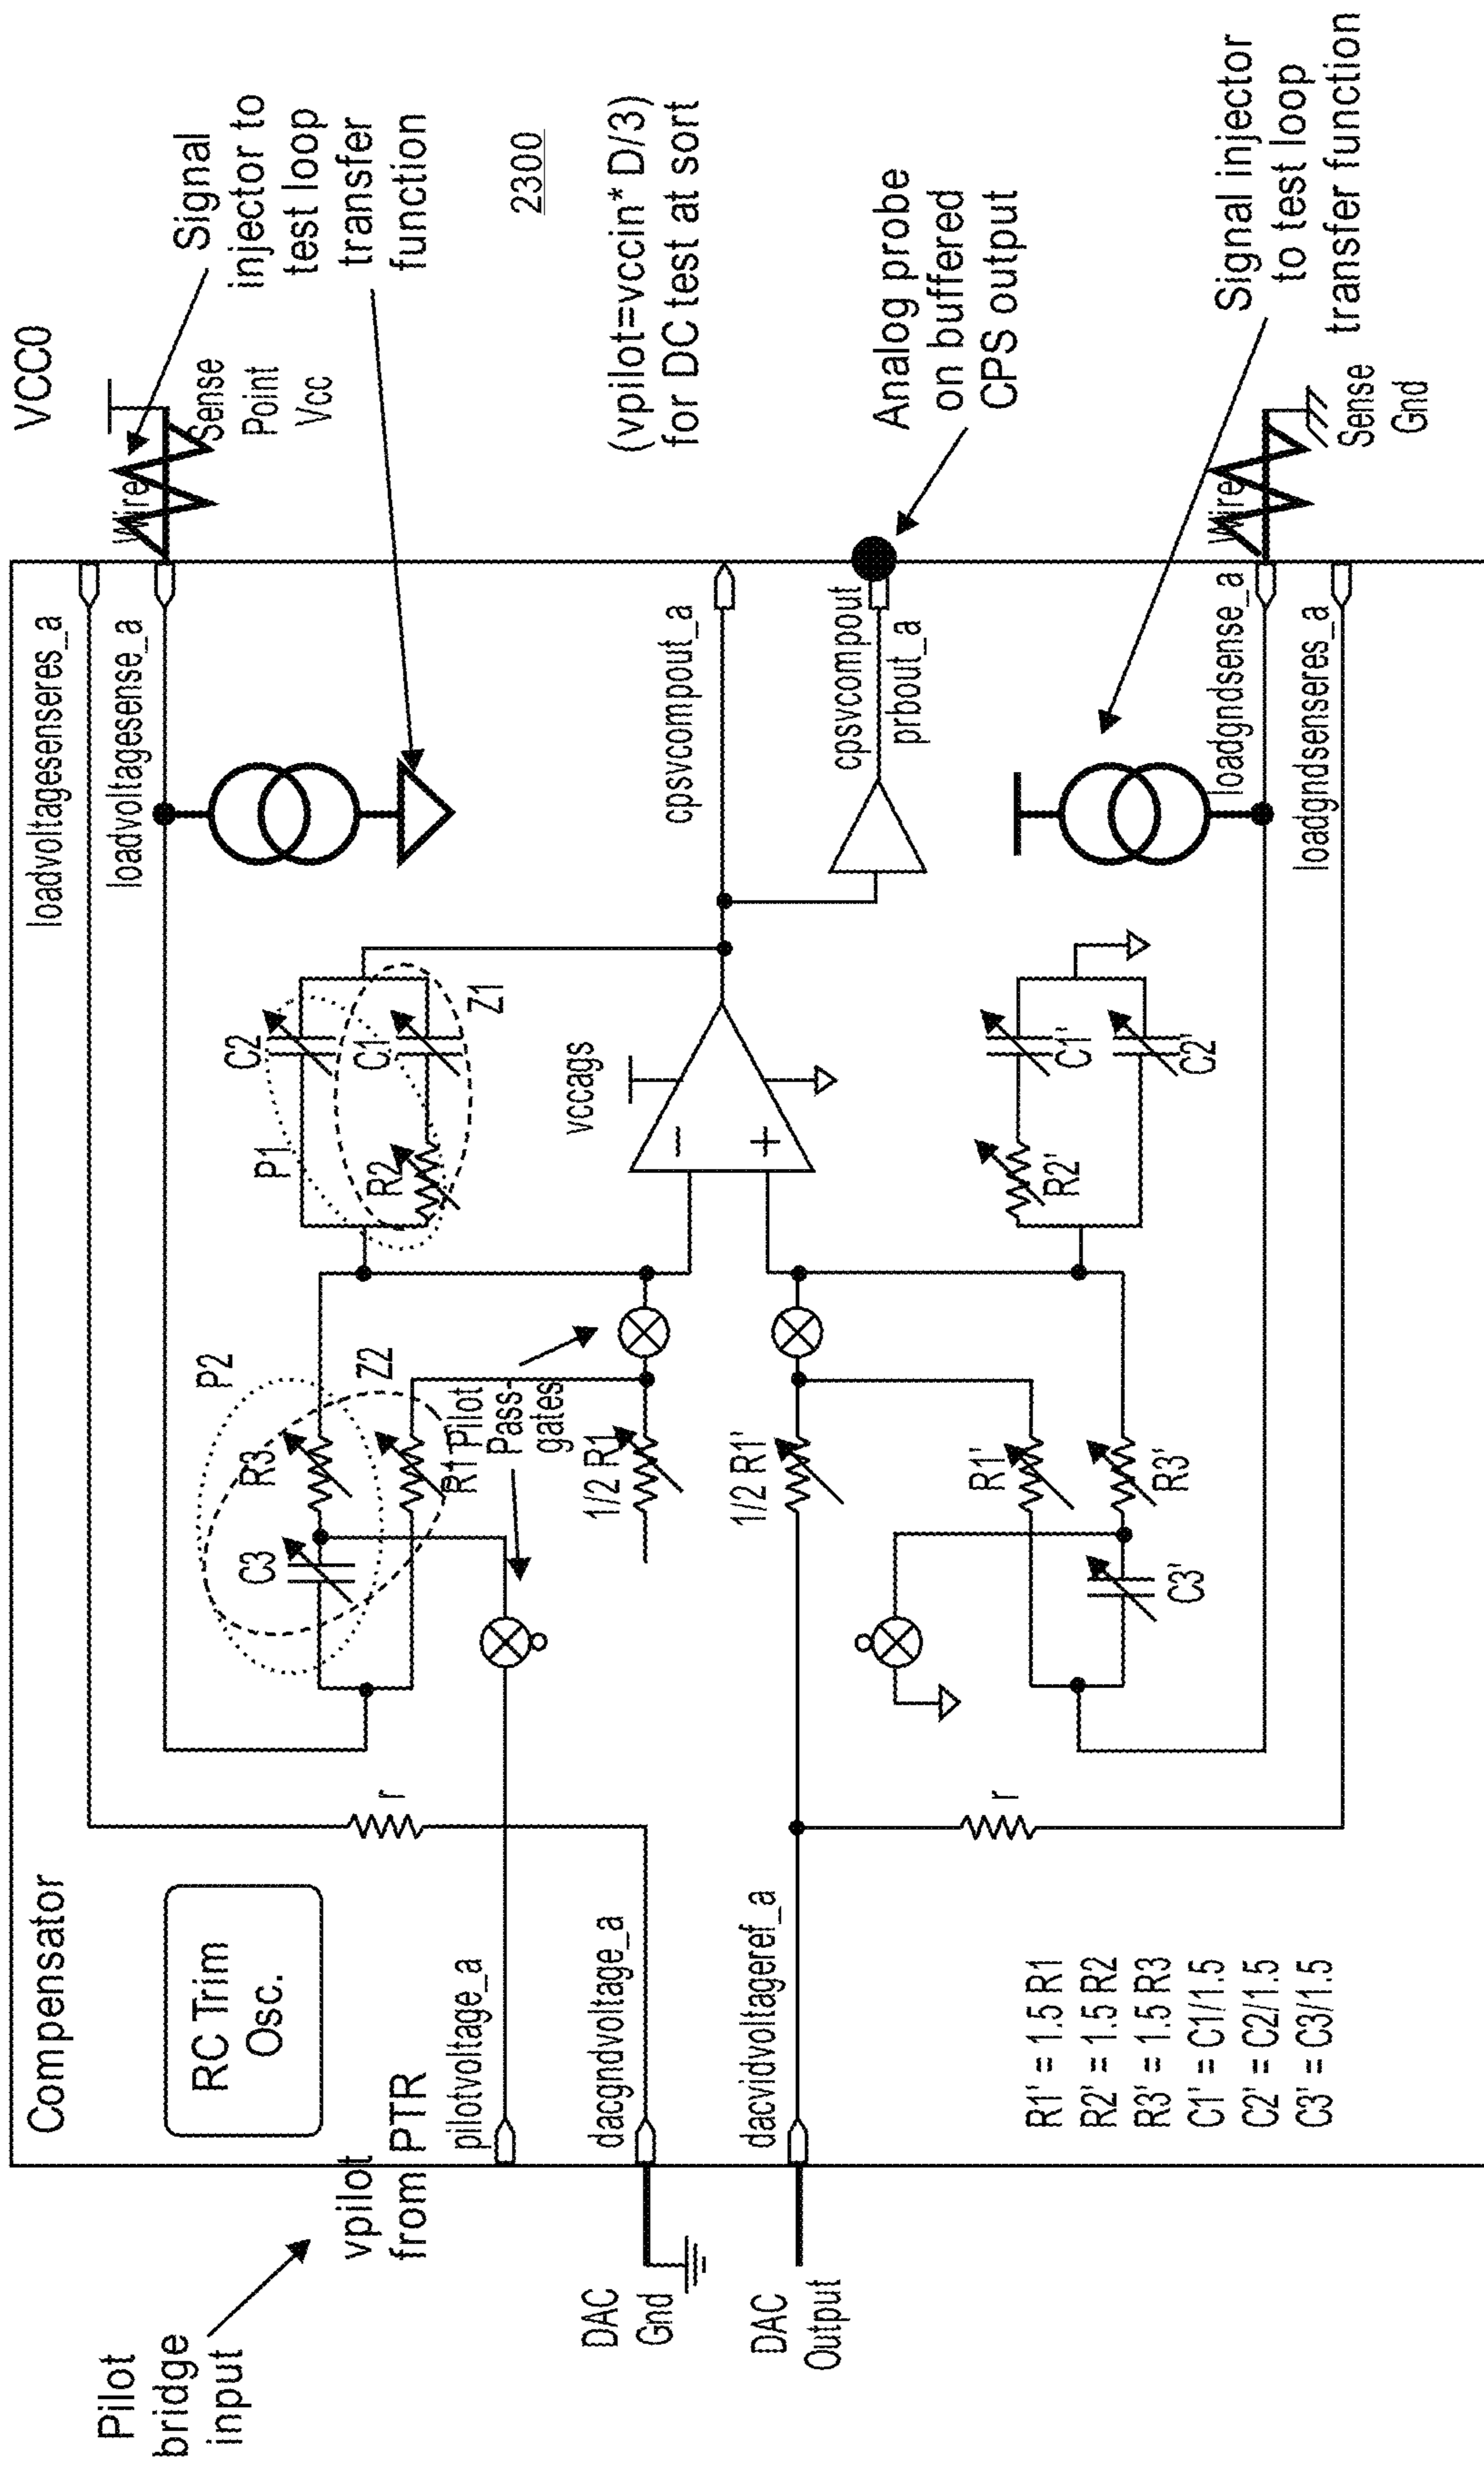 VCC0
Signal
injector to
test loop
transfer
function
Sense
Point
Vcc
Wire
2300
(vpilot=vccin* D/3)
for DC test at sort
Analog probe
on buffered
CPS output
Signal injector
to test loop
transfer function
Wire
Sense
Gnd
Compensator
RC Trim
Osc.
loadvoltagesenseres_a
loadvoltagesense_a
cpsvcompout_a
cpsvcompout
prbout_a
loadgndsense_a
loadgndsenseres_a
C2
C1
Z1
P1
R2
vccags
−
+
C1'
C2'
R2'
P2
Z2
R3
R1
C3
Pilot
Pass-
gates
1/2 R1
1/2 R1'
R1'
R3'
C3'
r
r
Pilot
bridge
input
vpilot
from PTR
pilotvoltage_a
dacgndvoltage_a
dacvidvoltageref_a
DAC
Gnd
DAC
Output
R1' = 1.5 R1
R2' = 1.5 R2
R3' = 1.5 R3
C1' = C1/1.5
C2' = C2/1.5
C3' = C3/1.5